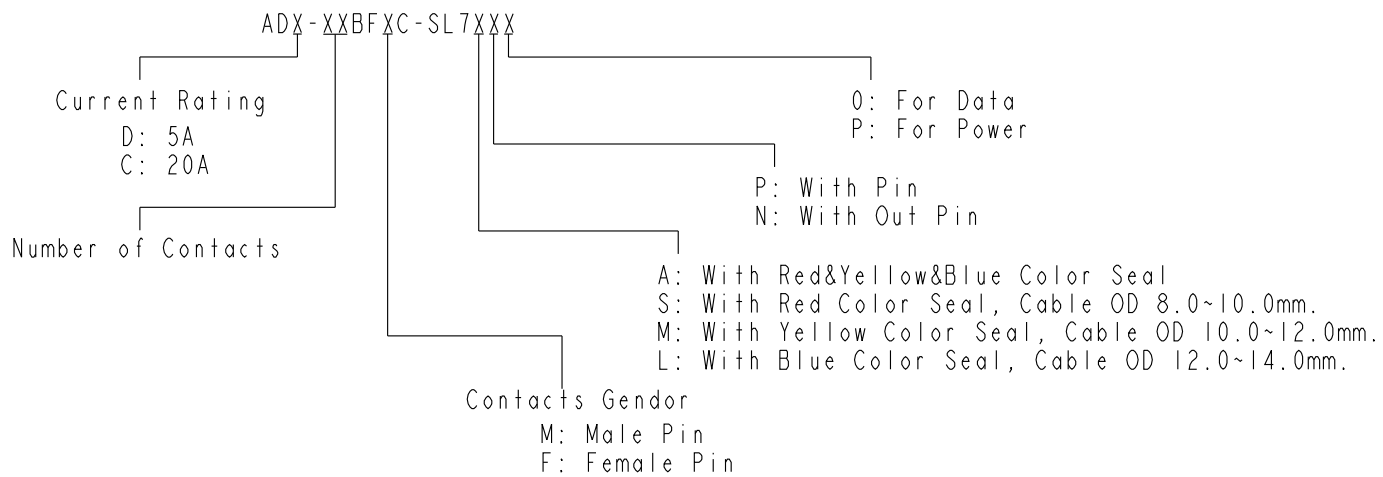 ADX-XXBFXC-SL7XXX
Current Rating
D: 5A
C: 20A
Number of Contacts
O: For Data
P: For Power
P: With Pin
N: With Out Pin
A: With Red&Yellow&Blue Color Seal
S: With Red Color Seal, Cable OD 8.0~10.0mm.
M: With Yellow Color Seal, Cable OD 10.0~12.0mm.
L: With Blue Color Seal, Cable OD 12.0~14.0mm.
Contacts Gendor
M: Male Pin
F: Female Pin